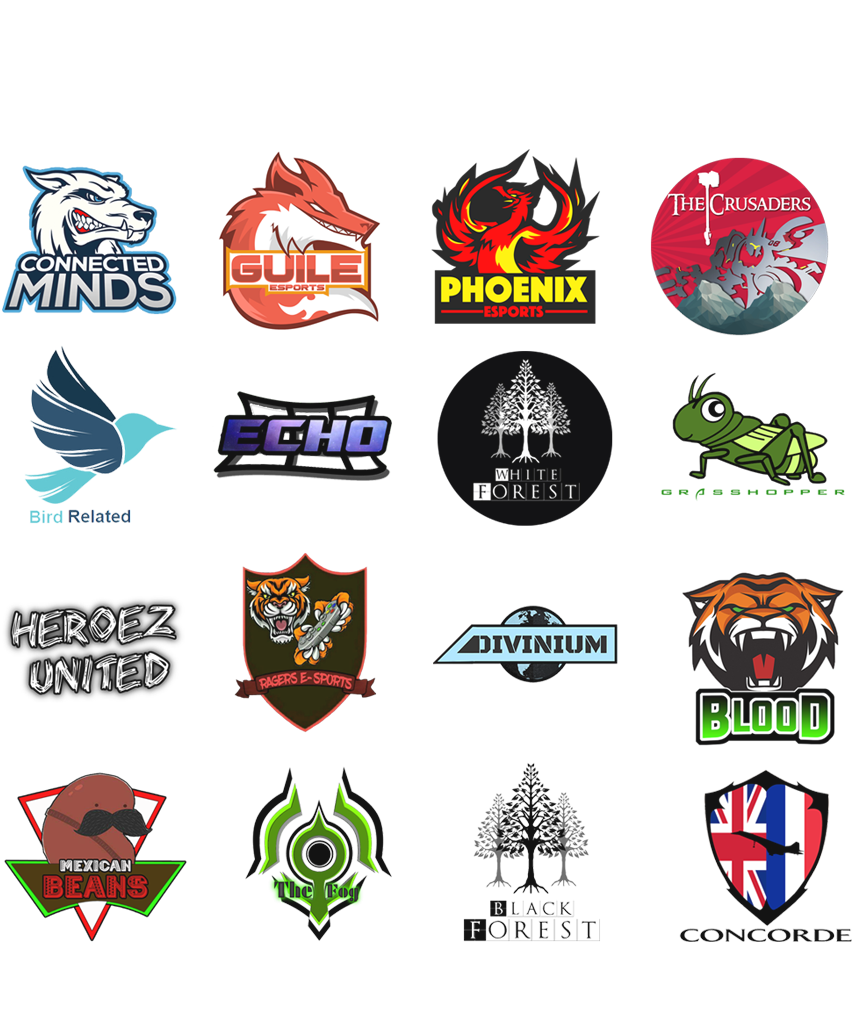 CONNECTED
MINDS
GUILE
ESPORTS
PHOENIX
ESPORTS
THE CRUSADERS
Bird Related
ECHO
WHITE
FOREST
GRASSHOPPER
HEROEZ
UNITED
RAGERS E-SPORTS
DIVINIUM
BLOOD
MEXICAN
BEANS
The Fog
BLACK
FOREST
CONCORDE